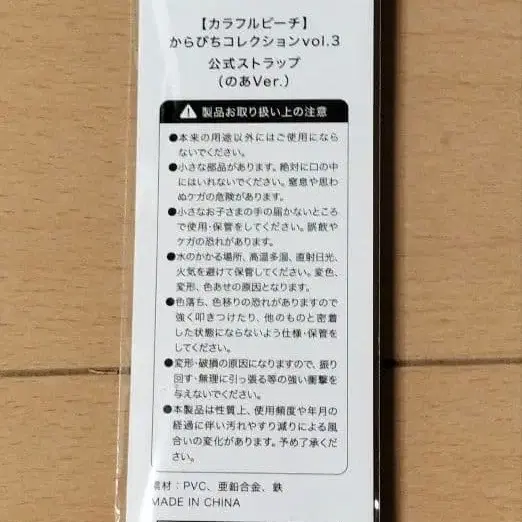 【カラフルピーチ】
からぴちコレクションvol.3
公式ストラップ
(のあVer.)
製品お取り扱い上の注意
●本来の用途以外にはご使用になら
ないでください。
●小さな部品があります。絶対に口の中
にはいれないでください。窒息や思わ
ぬケガの危険があります。
●小さなお子さまの手の届かないところ
で使用・保管をしてください。誤飲や
ケガの恐れがあります。
●水のかかる場所、高温多湿、直射日光、
火気を避けて保管してください。変色、
変形、色あせの原因となります。
●色落ち、色移りの恐れがありますので
強く叩きつけたり、他のものと密着
した状態にならないよう仕様・保管を
してください。
●変形・破損の原因になりますので、振り
回す・無理に引っ張る等の強い衝撃を
与えないでください。
●本製品は性質上、使用頻度や年月の
経過に伴い汚れやすり減りによる風
合いの変化があります。予め了承くだ
さい。
素材:PVC、亜鉛合金、鉄
MADE IN CHINA